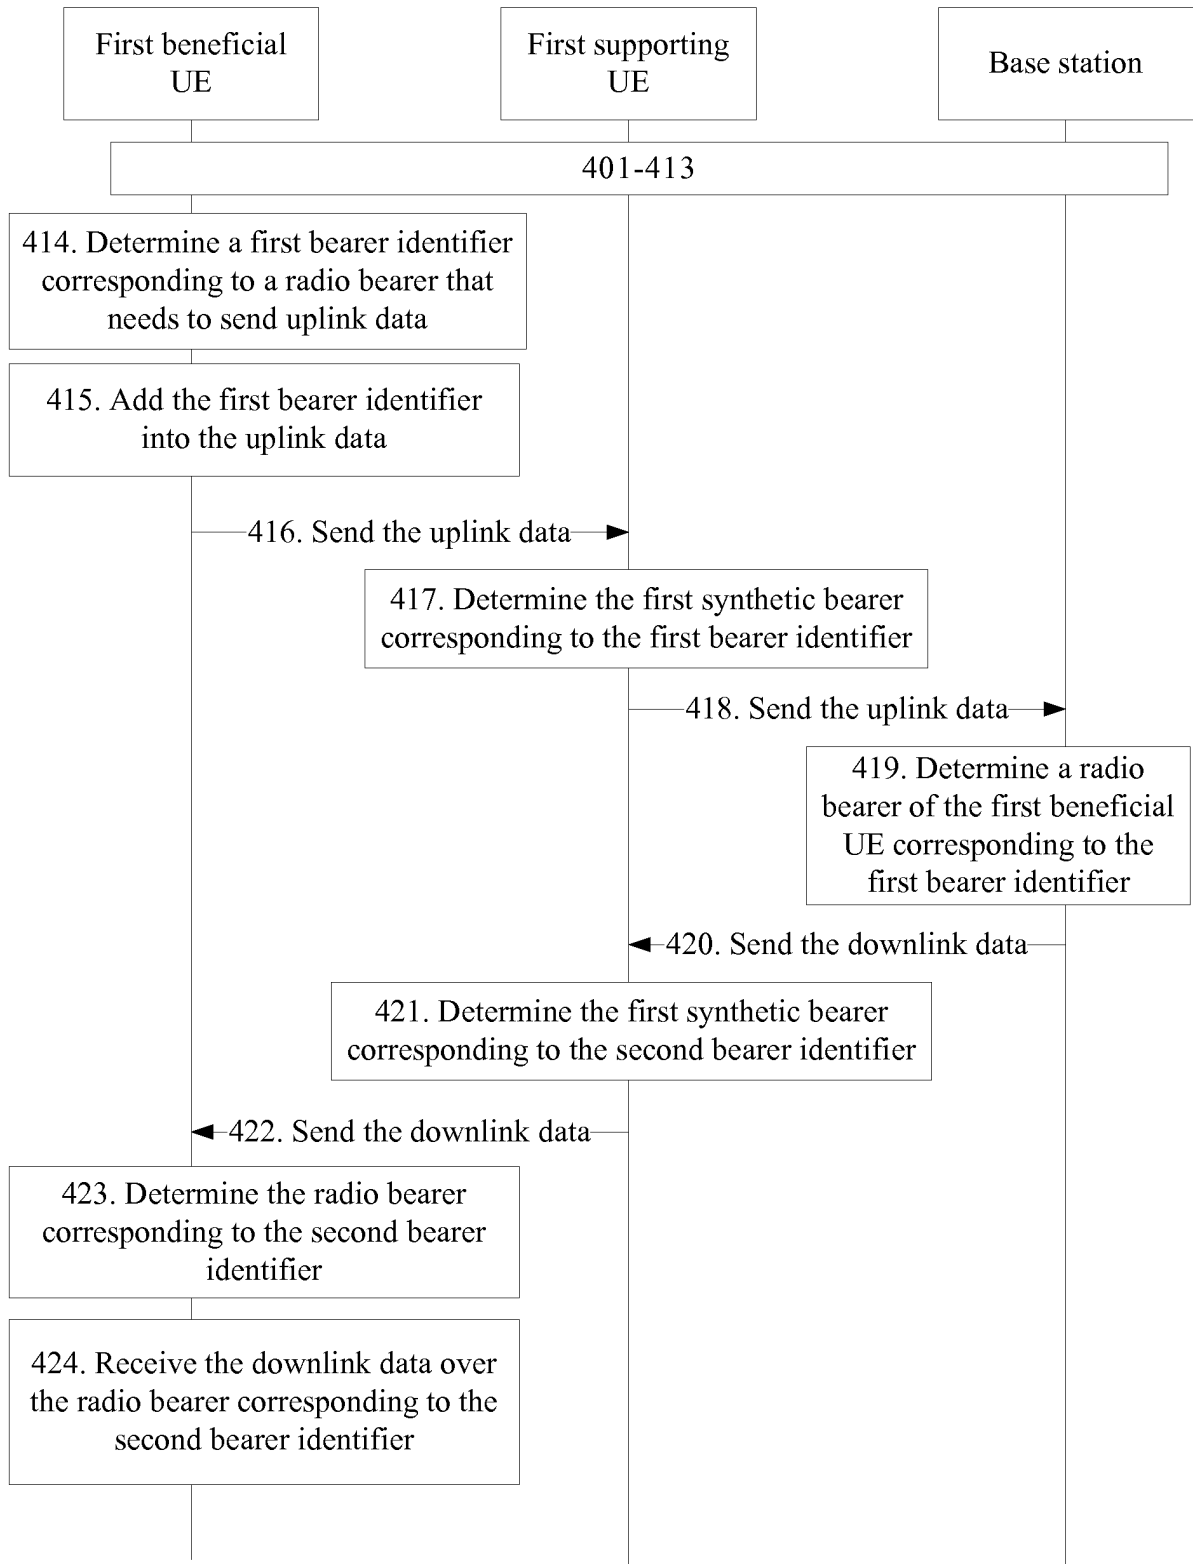 First beneficial
UE
First supporting
UE
Base station
401-413
414. Determine a first bearer identifier
corresponding to a radio bearer that
needs to send uplink data
415. Add the first bearer identifier
into the uplink data
416. Send the uplink data
417. Determine the first synthetic bearer
corresponding to the first bearer identifier
418. Send the uplink data
419. Determine a radio
bearer of the first beneficial
UE corresponding to the
first bearer identifier
420. Send the downlink data
421. Determine the first synthetic bearer
corresponding to the second bearer identifier
422. Send the downlink data
423. Determine the radio bearer
corresponding to the second bearer
identifier
424. Receive the downlink data over
the radio bearer corresponding to the
second bearer identifier